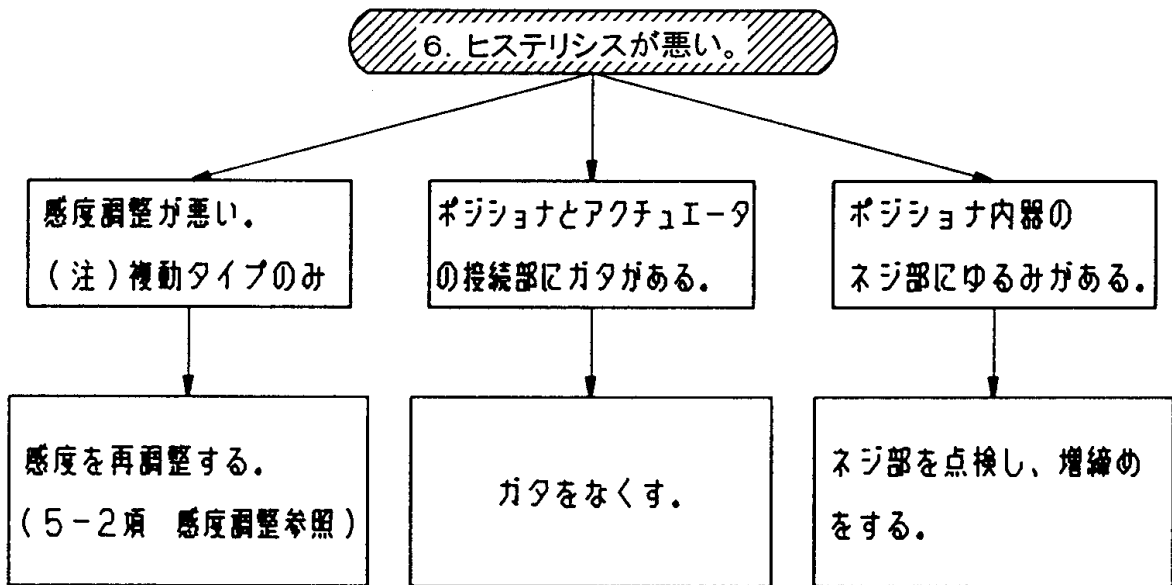 6. ヒステリシスが悪い。
感度調整が悪い.
(注)複動タイプのみ
ポジショナとアクチュエータ
の接続部にガタがある.
ポジショナ内器の
ネジ部にゆるみがある.
感度を再調整する.
(5-2項 感度調整参照)
ガタをなくす.
ネジ部を点検し、増締め
をする.